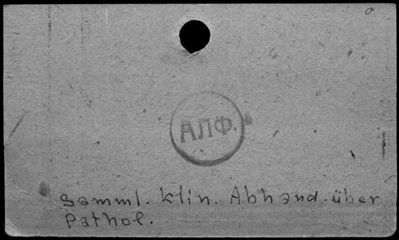 АЛФ.
Samml. klin. Abhand. über
Pathol.